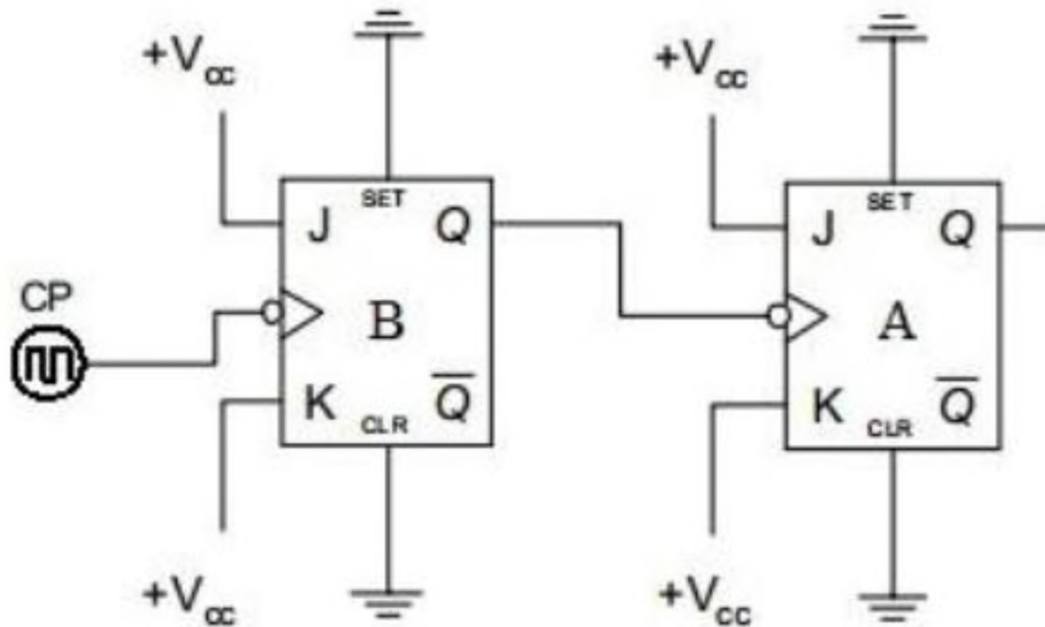 +Vcc +Vcc
SET SET
J Q J Q
CP
B A
K Q̅ K Q̅
CLR CLR
+Vcc +Vcc